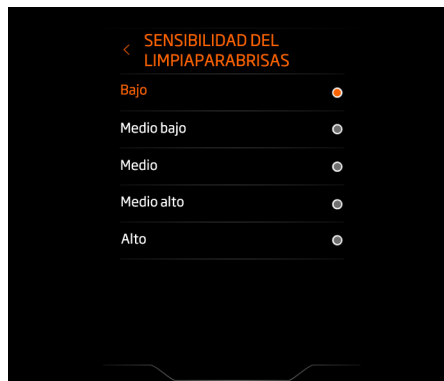 SENSIBILIDAD DEL
LIMPIAPARABRISAS
Bajo
Medio bajo
Medio
Medio alto
Alto